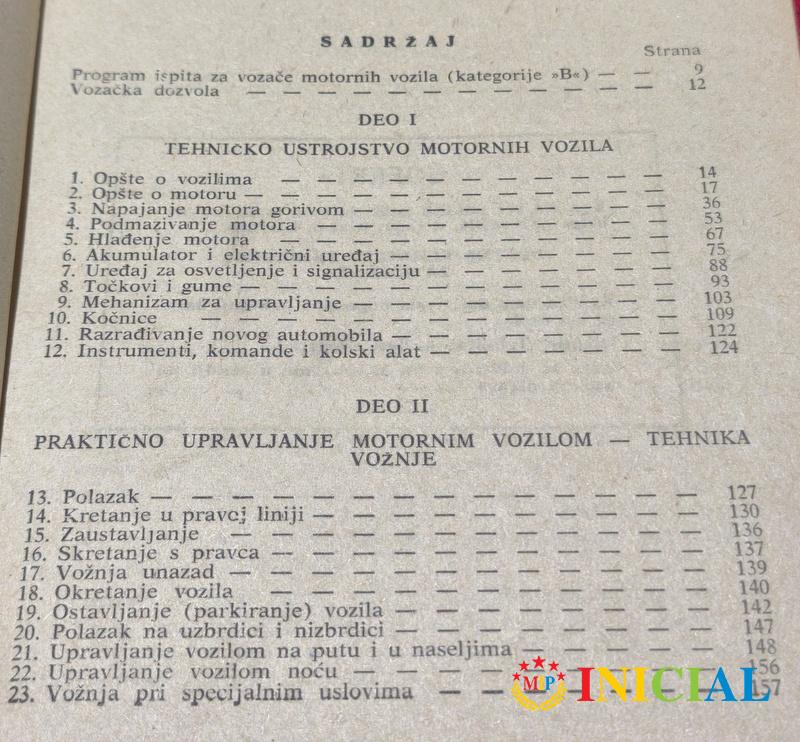 SADRŽAJ
Strana
Program ispita za vozače motornih vozila (kategorije »B«) — — 9
Vozačka dozvola — — — — — — — — — — — — 12
DEO I
TEHNIČKO USTROJSTVO MOTORNIH VOZILA
1. Opšte o vozilima — — — — — — — — — — — 14
2. Opšte o motoru — — — — — — — — — — — — 17
3. Napajanje motora gorivom — — — — — — — — — 36
4. Podmazivanje motora — — — — — — — — — — 53
5. Hlađenje motora — — — — — — — — — — — 67
6. Akumulator i električni uređaj — — — — — — — — 75
7. Uređaj za osvetljenje i signalizaciju — — — — — — — 88
8. Točkovi i gume — — — — — — — — — — — — 93
9. Mehanizam za upravljanje — — — — — — — — — 103
10. Kočnice — — — — — — — — — — — — — 109
11. Razrađivanje novog automobila — — — — — — — — 122
12. Instrumenti, komande i kolski alat — — — — — — — 124
DEO II
PRAKTIČNO UPRAVLJANJE MOTORNIM VOZILOM — TEHNIKA
VOŽNJE
13. Polazak — — — — — — — — — — — — — — 127
14. Kretanje u pravoj liniji — — — — — — — — — — 130
15. Zaustavljanje — — — — — — — — — — — — 136
16. Skretanje s pravca — — — — — — — — — — — 137
17. Vožnja unazad — — — — — — — — — — — — 139
18. Okretanje vozila — — — — — — — — — — — 140
19. Ostavljanje (parkiranje) vozila — — — — — — — — 142
20. Polazak na uzbrdici i nizbrdici — — — — — — — — 147
21. Upravljanje vozilom na putu i u naseljima — — — — — 148
22. Upravljanje vozilom noću — — — — — — — — — 156
23. Vožnja pri specijalnim uslovima — — — — — — — — 157
MP INICIAL